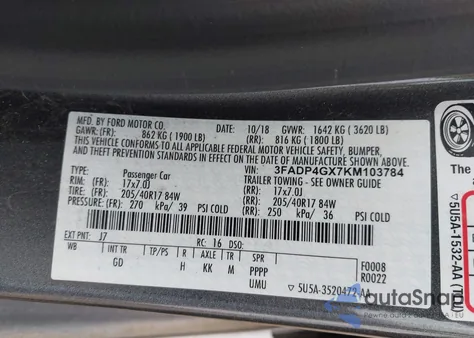 MFD. BY FORD MOTOR CO.
10/18 GVWR: 1642 KG ( 3620 LB)
GAWR: (FR): 862 KG ( 1900 LB) (RR): 816 KG ( 1800 LB)
THIS VEHICLE CONFORMS TO ALL APPLICABLE FEDERAL MOTOR VEHICLE SAFETY, BUMPER,
AND THEFT PREVENTION STANDARDS IN EFFECT ON THE DATE OF MANUFACTURE SHOWN ABOVE.
VIN: 3FADP4GX7KM103784
TYPE: Passenger Car TRAILER TOWING -- SEE OWNER GUIDE
RIM: (FR): 17x7.0J (RR): 17x7.0J
TIRE: (FR): 205/40R17 84W (RR): 205/40R17 84W
PRESSURE: (FR) 270 kPa/ 39 PSI COLD (RR): 250 kPa/ 36 PSI COLD
EXT PNT: J7 RC: 16 DSO:
WB INT TR TP/PS R AXLE TR SPR
GD H KK M PPPP
UMU
F0008
R0022
▽5U5A-3520472-AA
▽5U5A-1532-AA
autoSnap